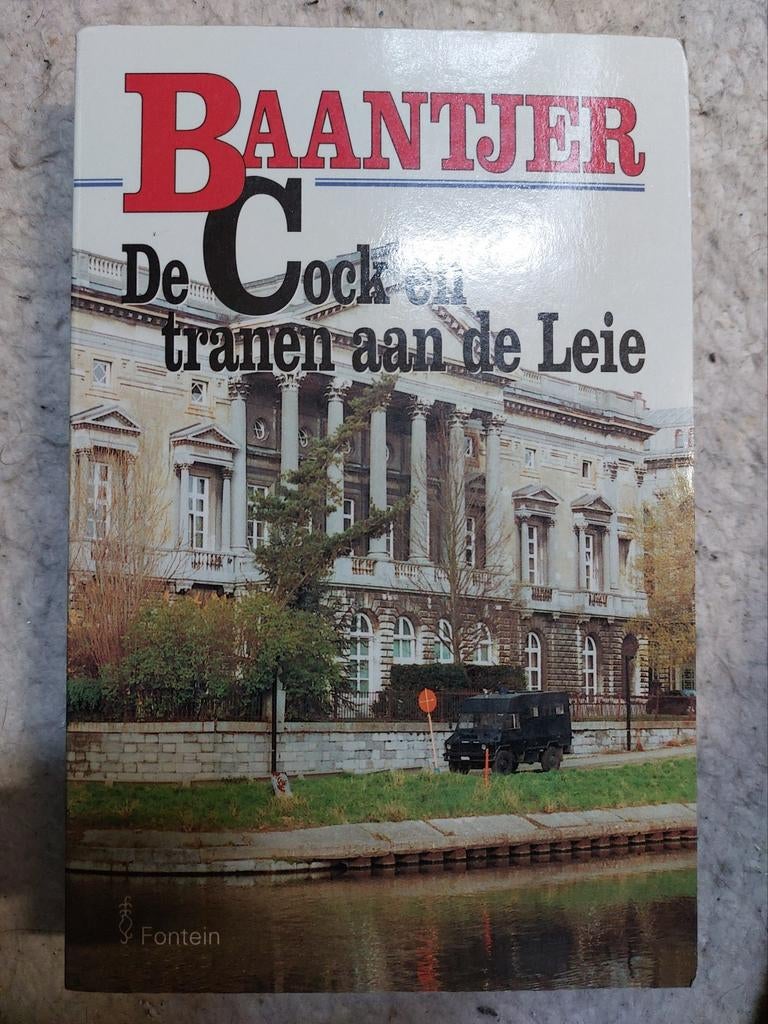 BAANTJER
De Cock en
tranen aan de Leie
Fontein